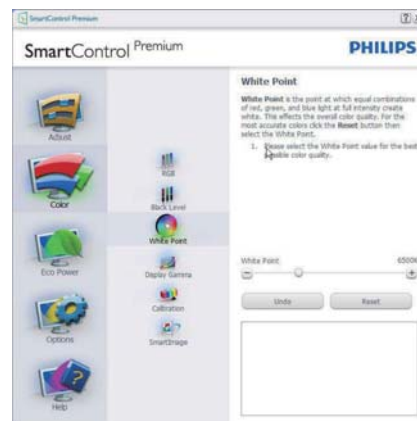 SmartControl Premium
SmartControl Premium
PHILIPS
Adjust
Color
Eco Power
Options
Help
RGB
Black Level
White Point
Display Gamma
Calibration
SmartImage
White Point
White Point is the point at which equal combinations
of red, green, and blue light at full intensity create
white. This effects the overall color quality. For the
most accurate colors click the Reset button then
select the White Point.
1. Please select the White Point value for the best
possible color quality.
White Point
6500K
Undo
Reset